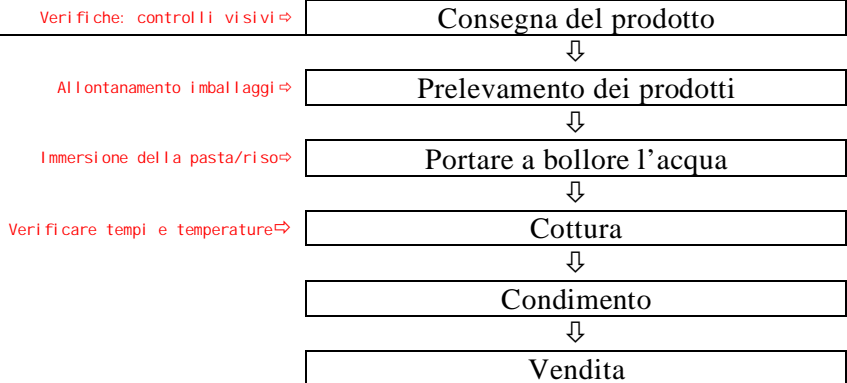 Verifiche: controlli visivi⇨ Consegna del prodotto
⇩
Allontanamento imballaggi⇨ Prelevamento dei prodotti
⇩
Immersione della pasta/riso⇨ Portare a bollore l’acqua
⇩
Verificare tempi e temperature⇨ Cottura
⇩
Condimento
⇩
Vendita